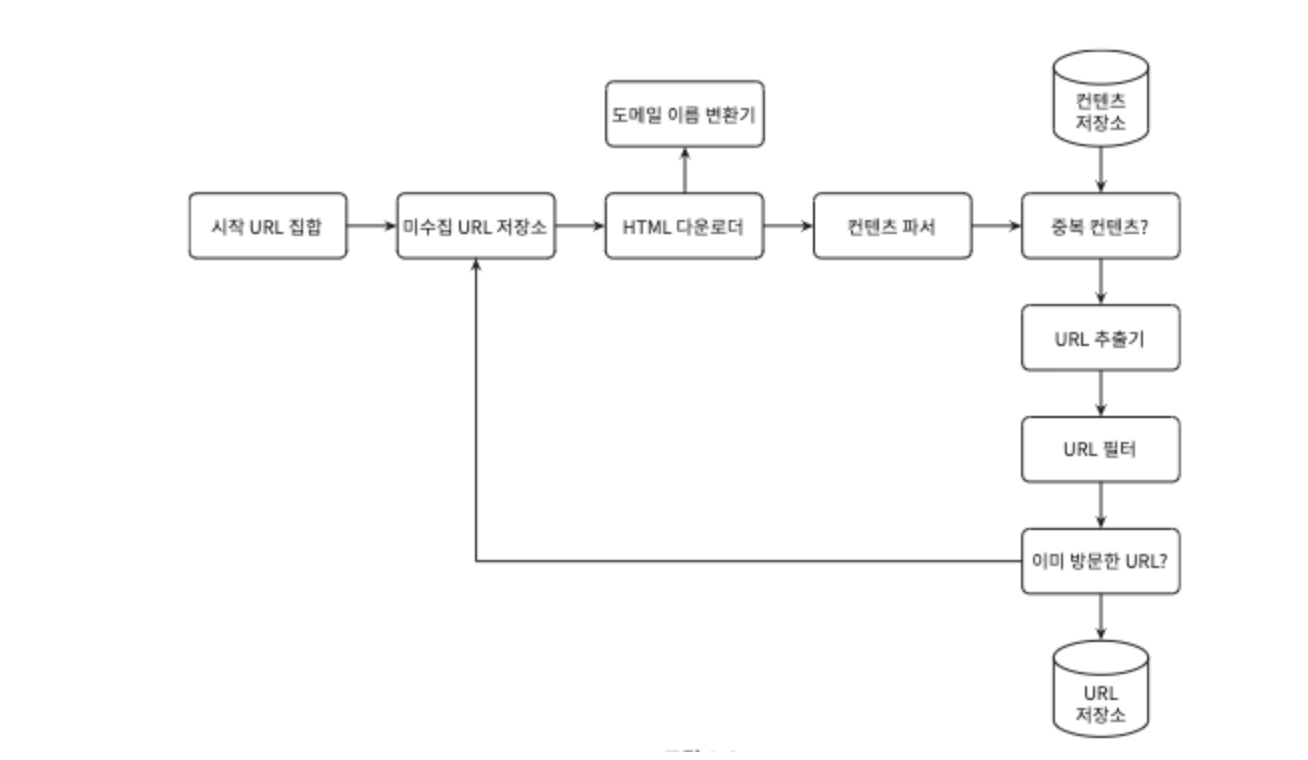 컨텐츠
저장소
도메일 이름 변환기
시작 URL 집합
미수집 URL 저장소
HTML 다운로더
컨텐츠 파서
중복 컨텐츠?
URL 추출기
URL 필터
이미 방문한 URL?
URL
저장소